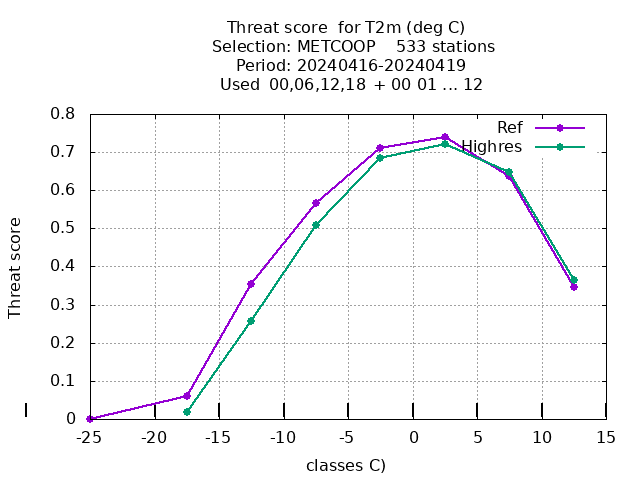 Threat score for T2m (deg C)
Selection: METCOOP 533 stations
Period: 20240416-20240419
Used 00,06,12,18 + 00 01 ... 12
0.8
0.7
0.6
0.5
0.4
0.3
0.2
0.1
0
Threat score
Ref
Highres
-25 -20 -15 -10 -5 0 5 10 15
classes C)